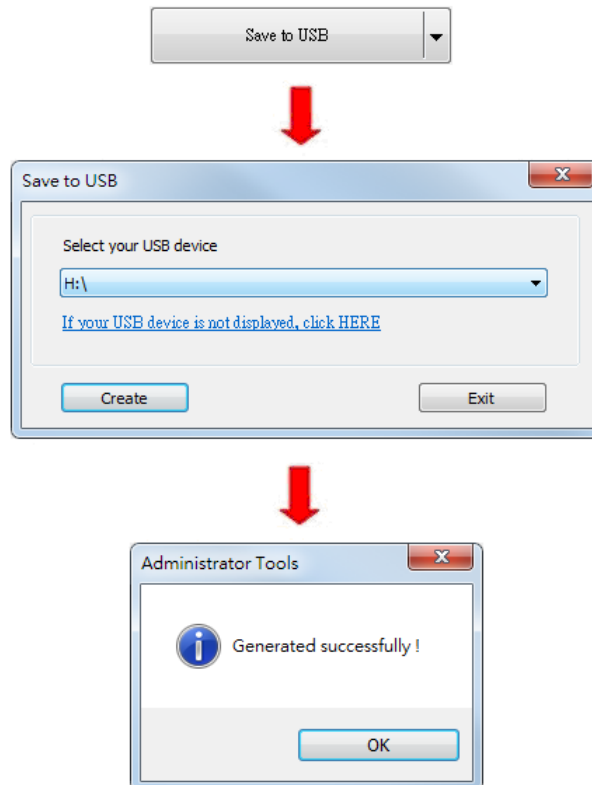 Save to USB
Save to USB
Select your USB device
H:\
If your USB device is not displayed, click HERE
Create
Exit
Administrator Tools
Generated successfully !
OK